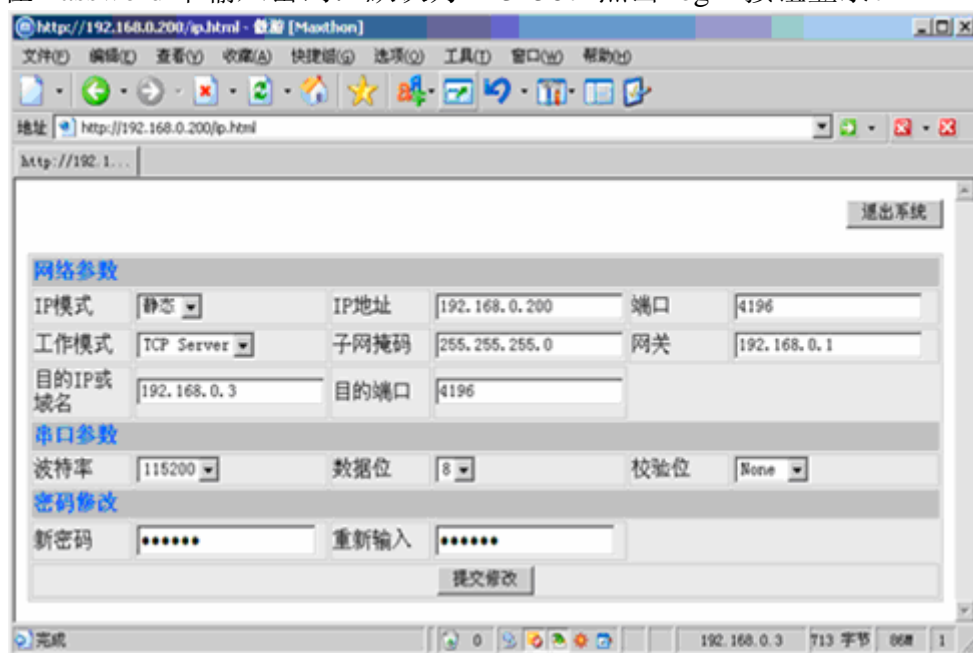 http://192.168.0.200/ip.html - 傲游 [Maxthon]
文件(F) 编辑(E) 查看(V) 收藏(A) 快捷组(G) 选项(O) 工具(T) 窗口(W) 帮助(H)
地址 http://192.168.0.200/ip.html
http://192.1...
退出系统
网络参数
IP模式 静态 IP地址 192.168.0.200 端口 4196
工作模式 TCP Server 子网掩码 255.255.255.0 网关 192.168.0.1
目的IP或域名 192.168.0.3 目的端口 4196
串口参数
波特率 115200 数据位 8 校验位 None
密码修改
新密码 •••••• 重新输入 ••••••
提交修改
完成 0 192.168.0.3 713 字节 86M 1